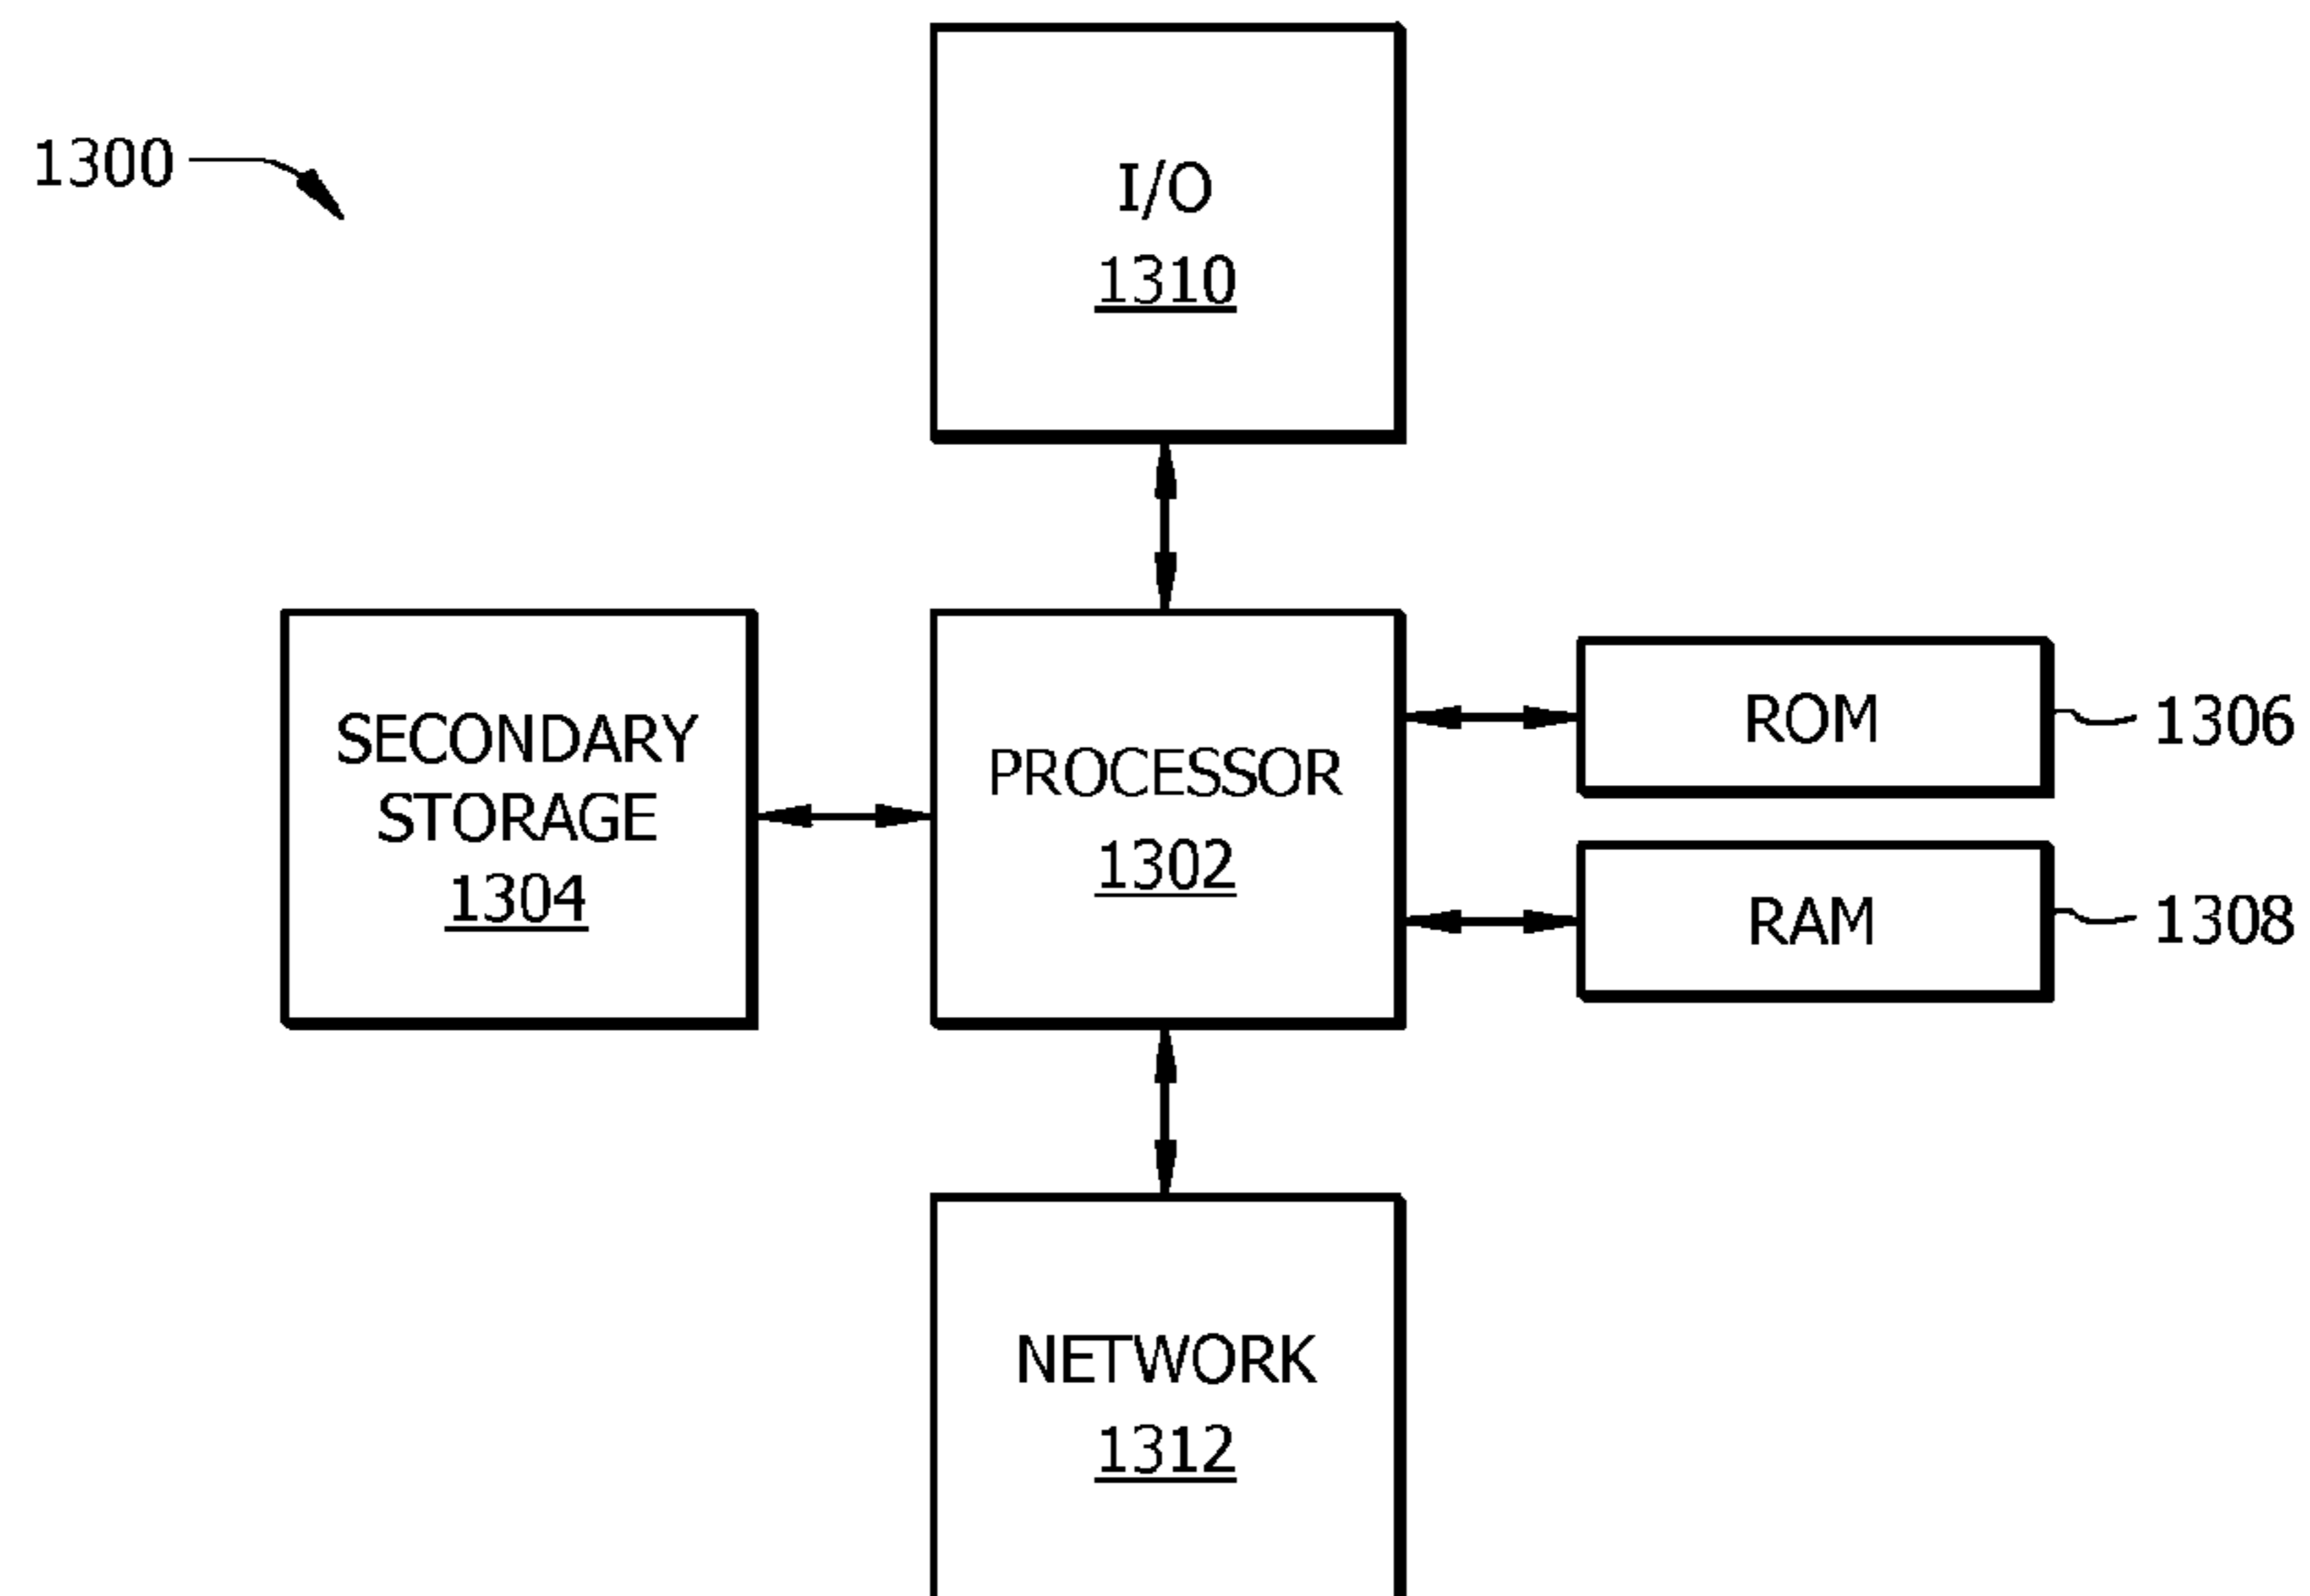 1300
I/O
1310
SECONDARY
STORAGE
1304
PROCESSOR
1302
ROM
1306
RAM
1308
NETWORK
1312